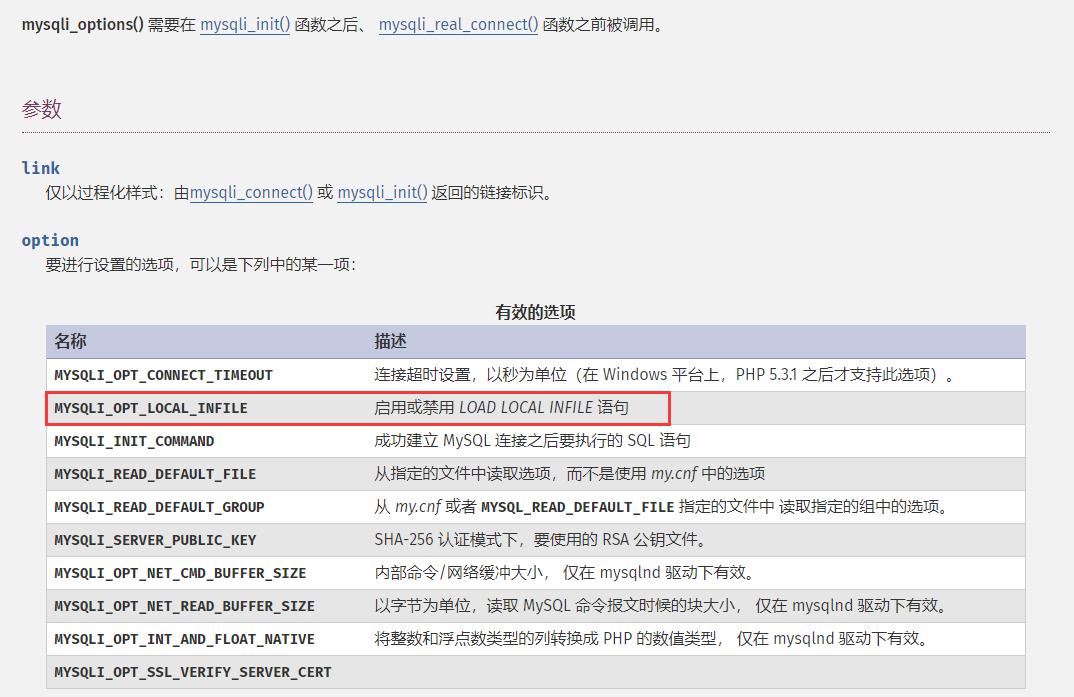 mysqli_options() 需要在 mysqli_init() 函数之后、 mysqli_real_connect() 函数之前被调用。
参数
link
仅以过程化样式：由mysqli_connect() 或 mysqli_init() 返回的链接标识。
option
要进行设置的选项，可以是下列中的某一项：
有效的选项
名称 描述
MYSQLI_OPT_CONNECT_TIMEOUT 连接超时设置，以秒为单位（在 Windows 平台上，PHP 5.3.1 之后才支持此选项）。
MYSQLI_OPT_LOCAL_INFILE 启用或禁用 LOAD LOCAL INFILE 语句
MYSQLI_INIT_COMMAND 成功建立 MySQL 连接之后要执行的 SQL 语句
MYSQLI_READ_DEFAULT_FILE 从指定的文件中读取选项，而不是使用 my.cnf 中的选项
MYSQLI_READ_DEFAULT_GROUP 从 my.cnf 或者 MYSQL_READ_DEFAULT_FILE 指定的文件中 读取指定的组中的选项。
MYSQLI_SERVER_PUBLIC_KEY SHA-256 认证模式下，要使用的 RSA 公钥文件。
MYSQLI_OPT_NET_CMD_BUFFER_SIZE 内部命令/网络缓冲大小， 仅在 mysqlnd 驱动下有效。
MYSQLI_OPT_NET_READ_BUFFER_SIZE 以字节为单位，读取 MySQL 命令报文时候的块大小， 仅在 mysqlnd 驱动下有效。
MYSQLI_OPT_INT_AND_FLOAT_NATIVE 将整数和浮点数类型的列转换成 PHP 的数值类型， 仅在 mysqlnd 驱动下有效。
MYSQLI_OPT_SSL_VERIFY_SERVER_CERT